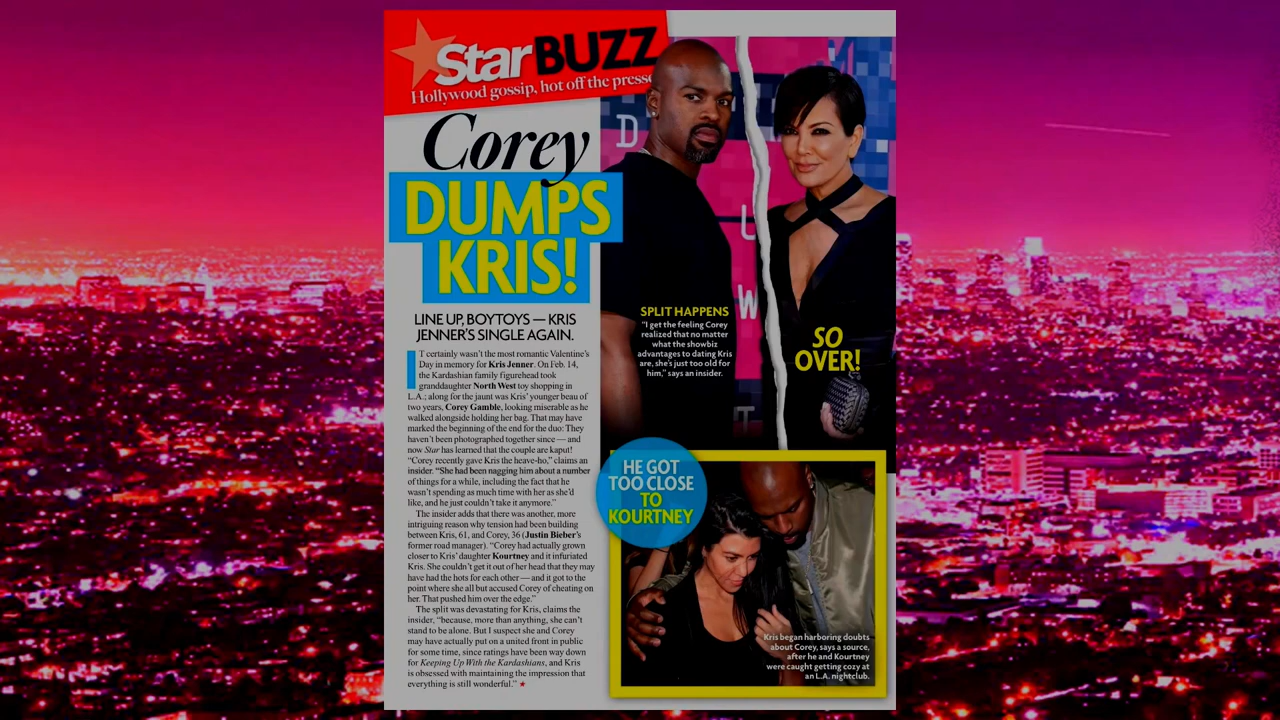 Star BUZZ
Hollywood gossip, hot off the presse
Corey
DUMPS
KRIS!
LINE UP, BOYTOYS — KRIS
JENNER'S SINGLE AGAIN.
IT certainly wasn't the most romantic Valentine's
Day in memory for Kris Jenner. On Feb. 14,
the Kardashian family figurehead took
granddaughter North West toy shopping in
L.A.; along for the jaunt was Kris' younger beau of
two years, Corey Gamble, looking miserable as he
walked alongside holding her bag. That may have
marked the beginning of the end for the duo: They
haven't been photographed together since — and
now Star has learned that the couple are kaput!
"Corey recently gave Kris the heave-ho," claims an
insider. "She had been nagging him about a number
of things for a while, including the fact that he
wasn't spending as much time with her as she'd
like, and he just couldn't take it anymore."
The insider adds that there was another, more
intriguing reason why tension had been building
between Kris, 61, and Corey, 36 (Justin Bieber's
former road manager). "Corey had actually grown
closer to Kris' daughter Kourtney and it infuriated
Kris. She couldn't get it out of her head that they may
have had the hots for each other — and it got to the
point where she all but accused Corey of cheating on
her. That pushed him over the edge."
The split was devastating for Kris, claims the
insider, "because, more than anything, she can't
stand to be alone. But I suspect she and Corey
may have actually put on a united front in public
for some time, since ratings have been way down
for Keeping Up With the Kardashians, and Kris
is obsessed with maintaining the impression that
everything is still wonderful." ★
D
U
W
T
SPLIT HAPPENS
"I get the feeling Corey
realized that no matter
what the showbiz
advantages to dating Kris
are, she's just too old for
him," says an insider.
SO
OVER!
HE GOT
TOO CLOSE
TO
KOURTNEY
Kris began harboring doubts
about Corey, says a source,
after he and Kourtney
were caught getting cozy at
an L.A. nightclub.